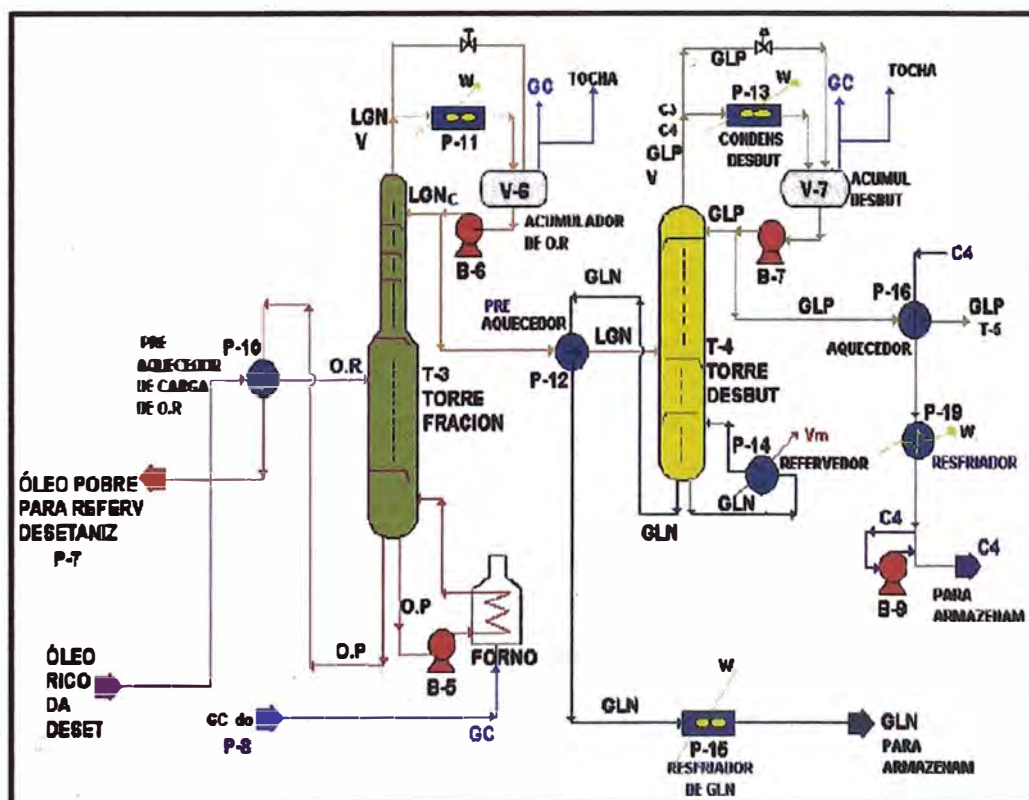 GLP
W
TOCHA
GC
LGN
V
P-11
V-6
LGNC
ACUMULADOR
DE O.R
B-6
W
P-13
GC
TOCHA
C3
C4
GLP
V
CONDENS
DESBUT
V-7
ACUMUL
DESBUT
GLP
B-7
C4
P-16
GLP
GLP
T-5
AQUECEDOR
GLN
PRE
AQUECEDOR
LGN
P-12
T-4
TORRE
DESBUT
PRE
AQUECEDOR
DE CARGA
DE O.R
P-10
O.R
T-3
TORRE
FRACION
P-14
Vm
REFERVEDOR
GLN
GLN
P-19
W
RESFRIADOR
C4
B-9
C4
PARA
ARMAZENAM
ÓLEO POBRE
PARA REFERV
DESETANIZ
P-7
O.P
O.P
B-5
FORNO
ÓLEO
RICO
DA
DESET
GC do
P-8
GC
W
GLN
P-15
RESFRIADOR
DE GLN
GLN
PARA
ARMAZENAM